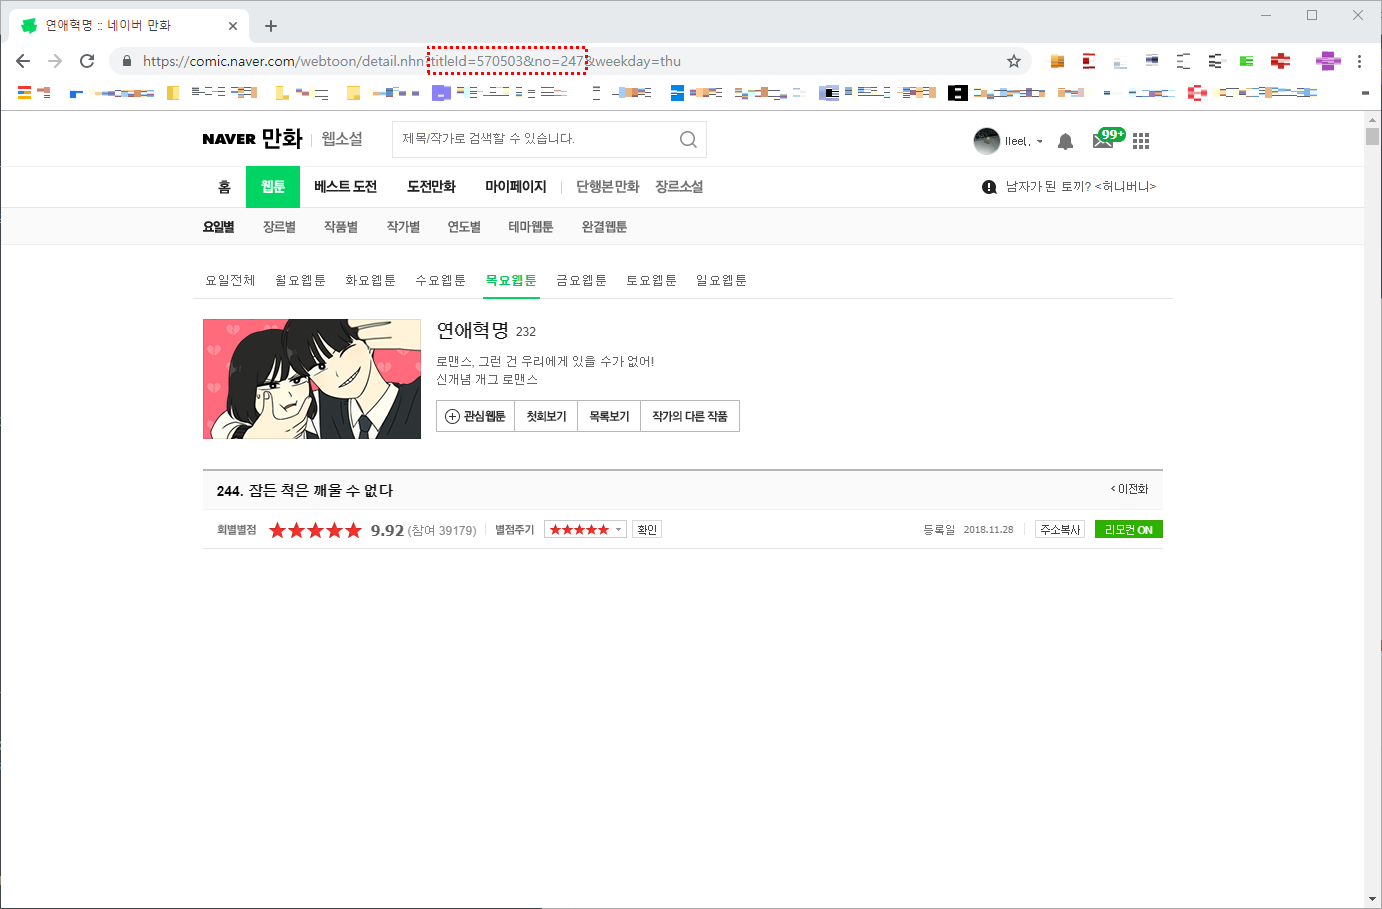 연애혁명 :: 네이버 만화
https://comic.naver.com/webtoon/detail.nhn?titleId=570503&no=247&weekday=thu
NAVER 만화 웹소설
제목/작가로 검색할 수 있습니다.
99+
홈 웹툰 베스트 도전 도전만화 마이페이지 단행본 만화 장르소설
남자가 된 토끼? <허니버니>
요일별 장르별 작품별 작가별 연도별 테마웹툰 완결웹툰
요일전체 월요웹툰 화요웹툰 수요웹툰 목요웹툰 금요웹툰 토요웹툰 일요웹툰
연애혁명 232
로맨스, 그런 건 우리에게 있을 수가 없어!
신개념 개그 로맨스
관심웹툰 첫회보기 목록보기 작가의 다른 작품
244. 잠든 척은 깨울 수 없다
< 이전화
회별별점 ★★★★★ 9.92 (참여 39179) 별점주기 ★★★★★ 확인
등록일 2018.11.28 주소복사 리모컨 ON